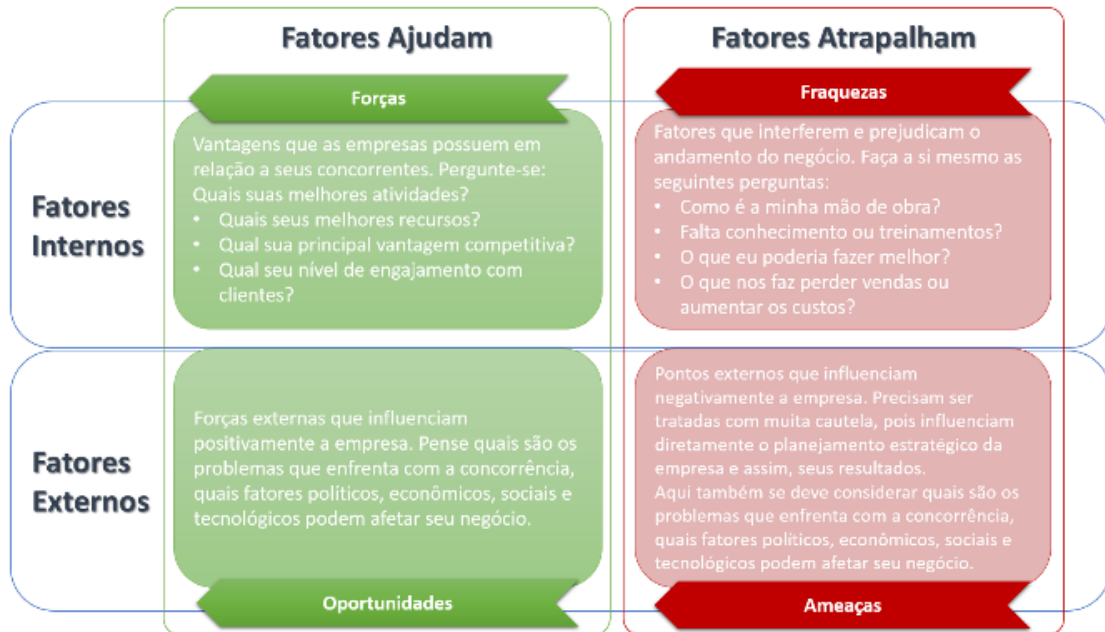 Fatores Ajudam
Fatores Atrapalham
Forças
Fraquezas
Fatores
Internos
Vantagens que as empresas possuem em
relação a seus concorrentes. Pergunte-se:
Quais suas melhores atividades?
• Quais seus melhores recursos?
• Qual sua principal vantagem competitiva?
• Qual seu nível de engajamento com
clientes?
Fatores que interferem e prejudicam o
andamento do negócio. Faça a si mesmo as
seguintes perguntas:
• Como é a minha mão de obra?
• Falta conhecimento ou treinamentos?
• O que eu poderia fazer melhor?
• O que nos faz perder vendas ou
aumentar os custos?
Fatores
Externos
Forças externas que influenciam
positivamente a empresa. Pense quais são os
problemas que enfrenta com a concorrência,
quais fatores políticos, econômicos, sociais e
tecnológicos podem afetar seu negócio.
Pontos externos que influenciam
negativamente a empresa. Precisam ser
tratadas com muita cautela, pois influenciam
diretamente o planejamento estratégico da
empresa e assim, seus resultados.
Aqui também se deve considerar quais são os
problemas que enfrenta com a concorrência,
quais fatores políticos, econômicos, sociais e
tecnológicos podem afetar seu negócio.
Oportunidades
Ameaças